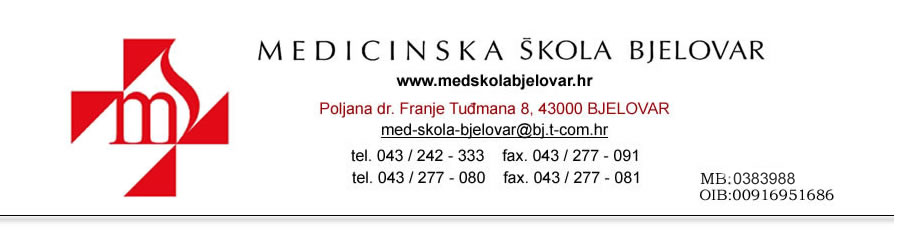 MEDICINSKA ŠKOLA BJELOVAR
www.medskolabjelovar.hr
Poljana dr. Franje Tuđmana 8, 43000 BJELOVAR
med-skola-bjelovar@bj.t-com.hr
tel. 043 / 242 - 333 fax. 043 / 277 - 091
tel. 043 / 277 - 080 fax. 043 / 277 - 081
MB:0383988
OIB:00916951686
mš